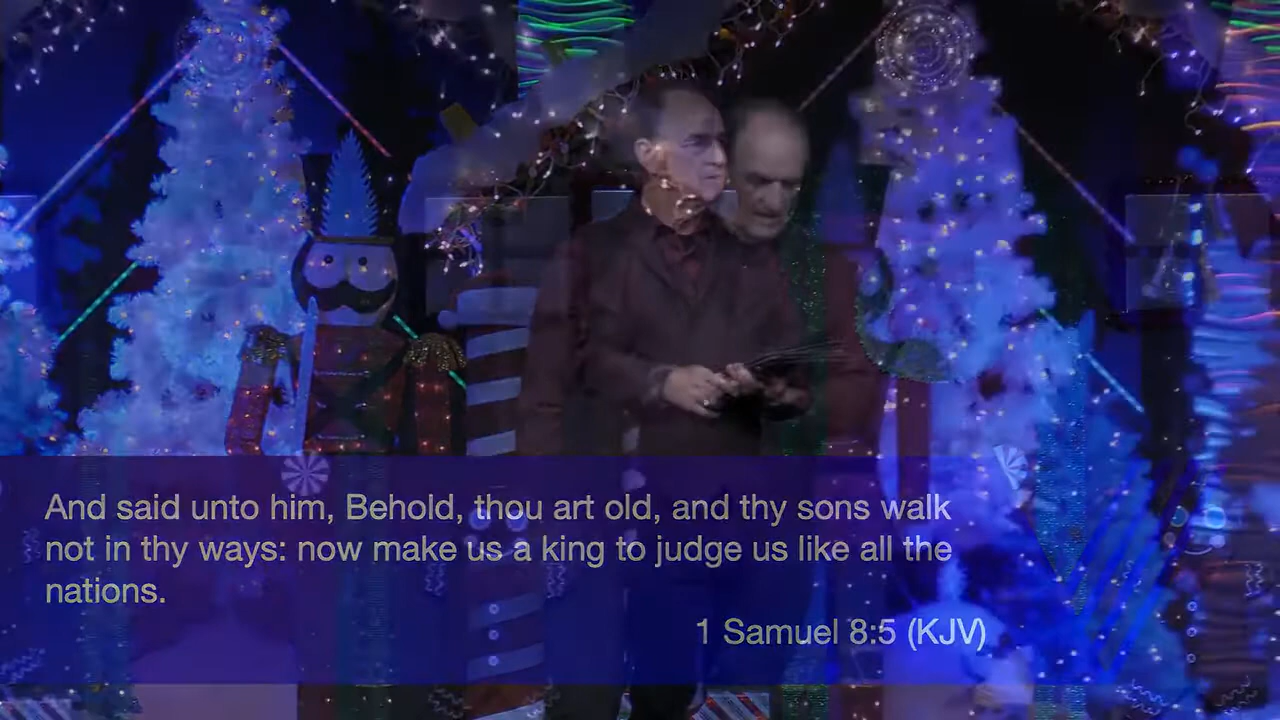 And said unto him, Behold, thou art old, and thy sons walk
not in thy ways: now make us a king to judge us like all the
nations.
1 Samuel 8:5 (KJV)